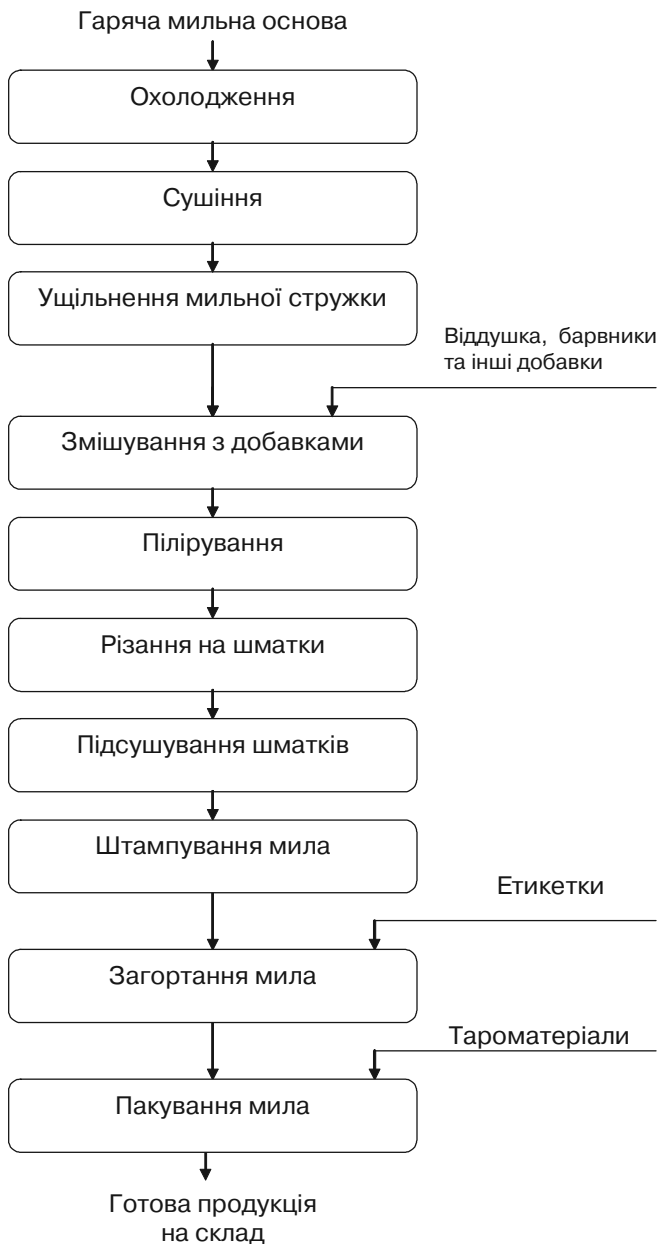 Гаряча мильна основа
Охолодження
Сушіння
Ущільнення мильної стружки
Віддушка, барвники
та інші добавки
Змішування з добавками
Пілірування
Різання на шматки
Підсушування шматків
Штампування мила
Етикетки
Загортання мила
Тароматеріали
Пакування мила
Готова продукція
на склад